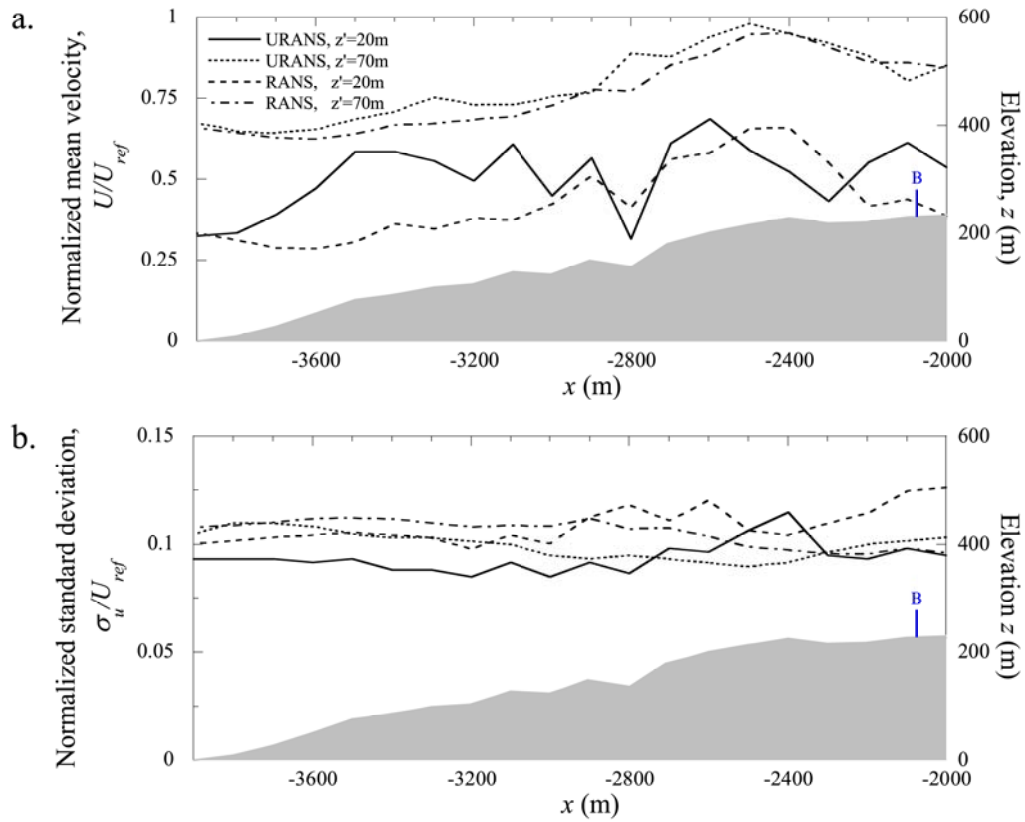 a.
Normalized mean velocity,
U/U_ref
1
0.75
0.5
0.25
0
URANS, z'=20m
URANS, z'=70m
RANS, z'=20m
RANS, z'=70m
B
600
400
200
0
Elevation, z (m)
-3600
-3200
-2800
-2400
-2000
x (m)
b.
Normalized standard deviation,
σ_u/U_ref
0.15
0.1
0.05
0
B
600
400
200
0
Elevation z (m)
-3600
-3200
-2800
-2400
-2000
x (m)